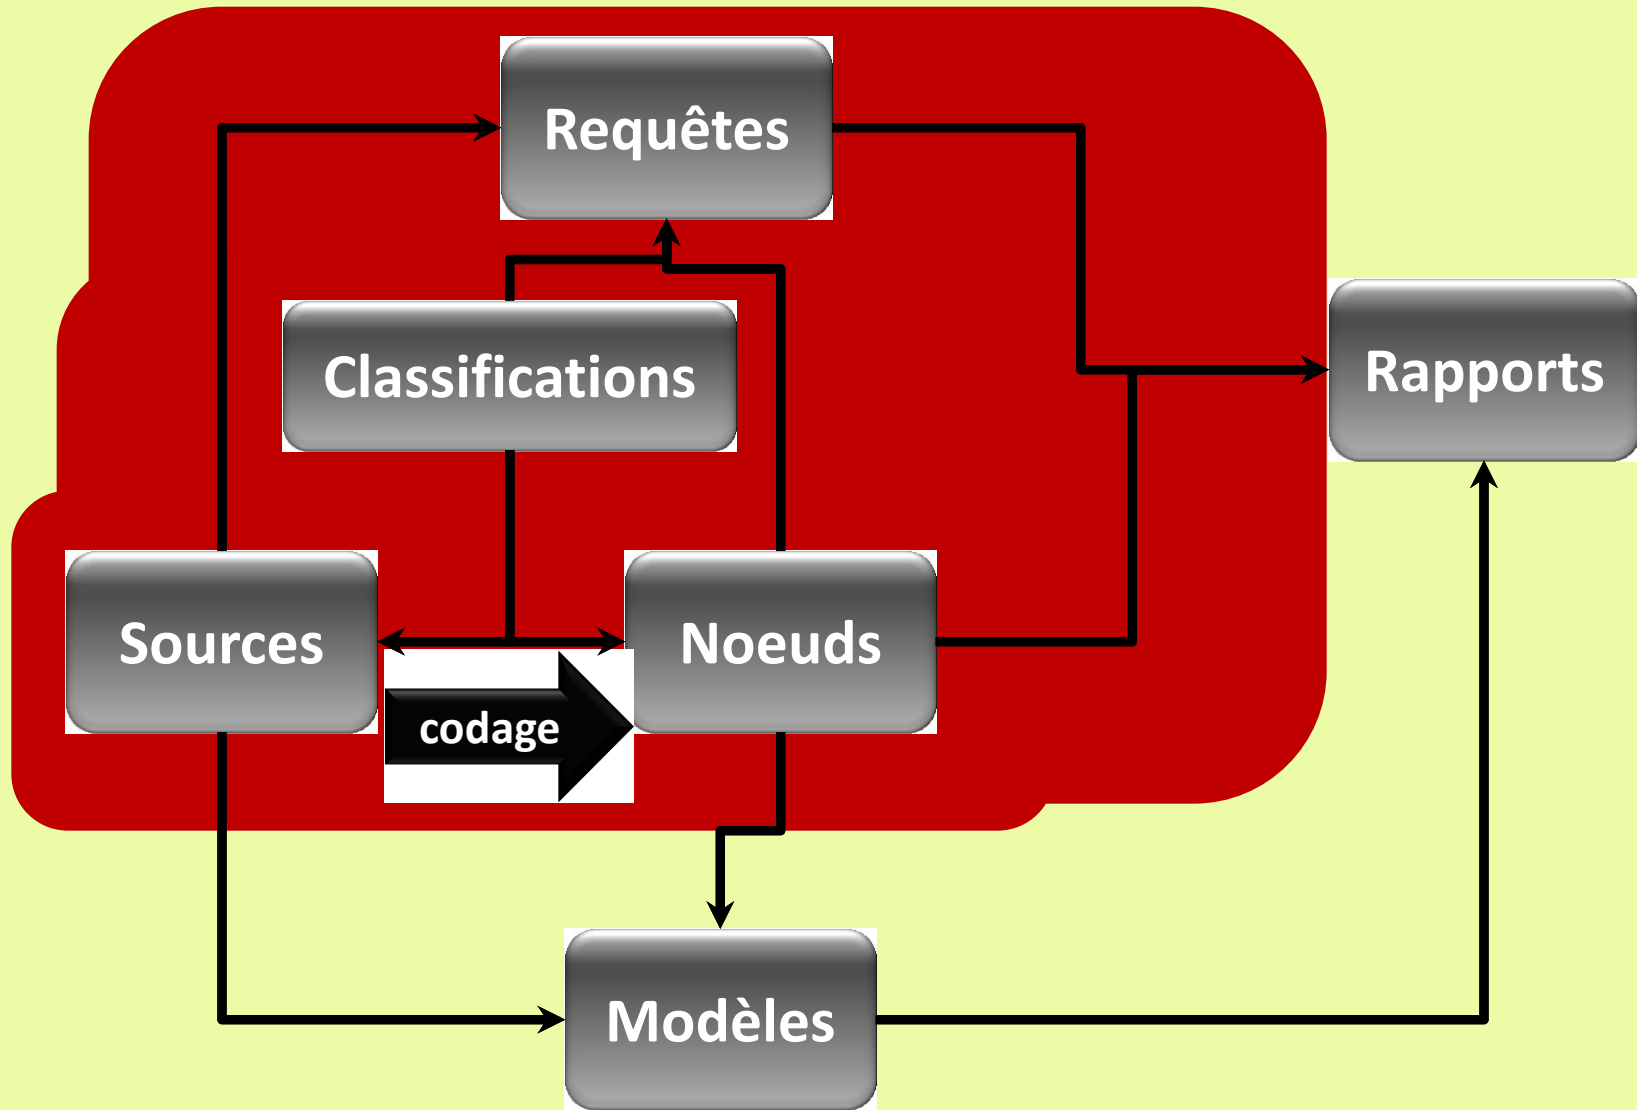 Requêtes
Classifications
Rapports
Sources
Noeuds
codage
Modèles